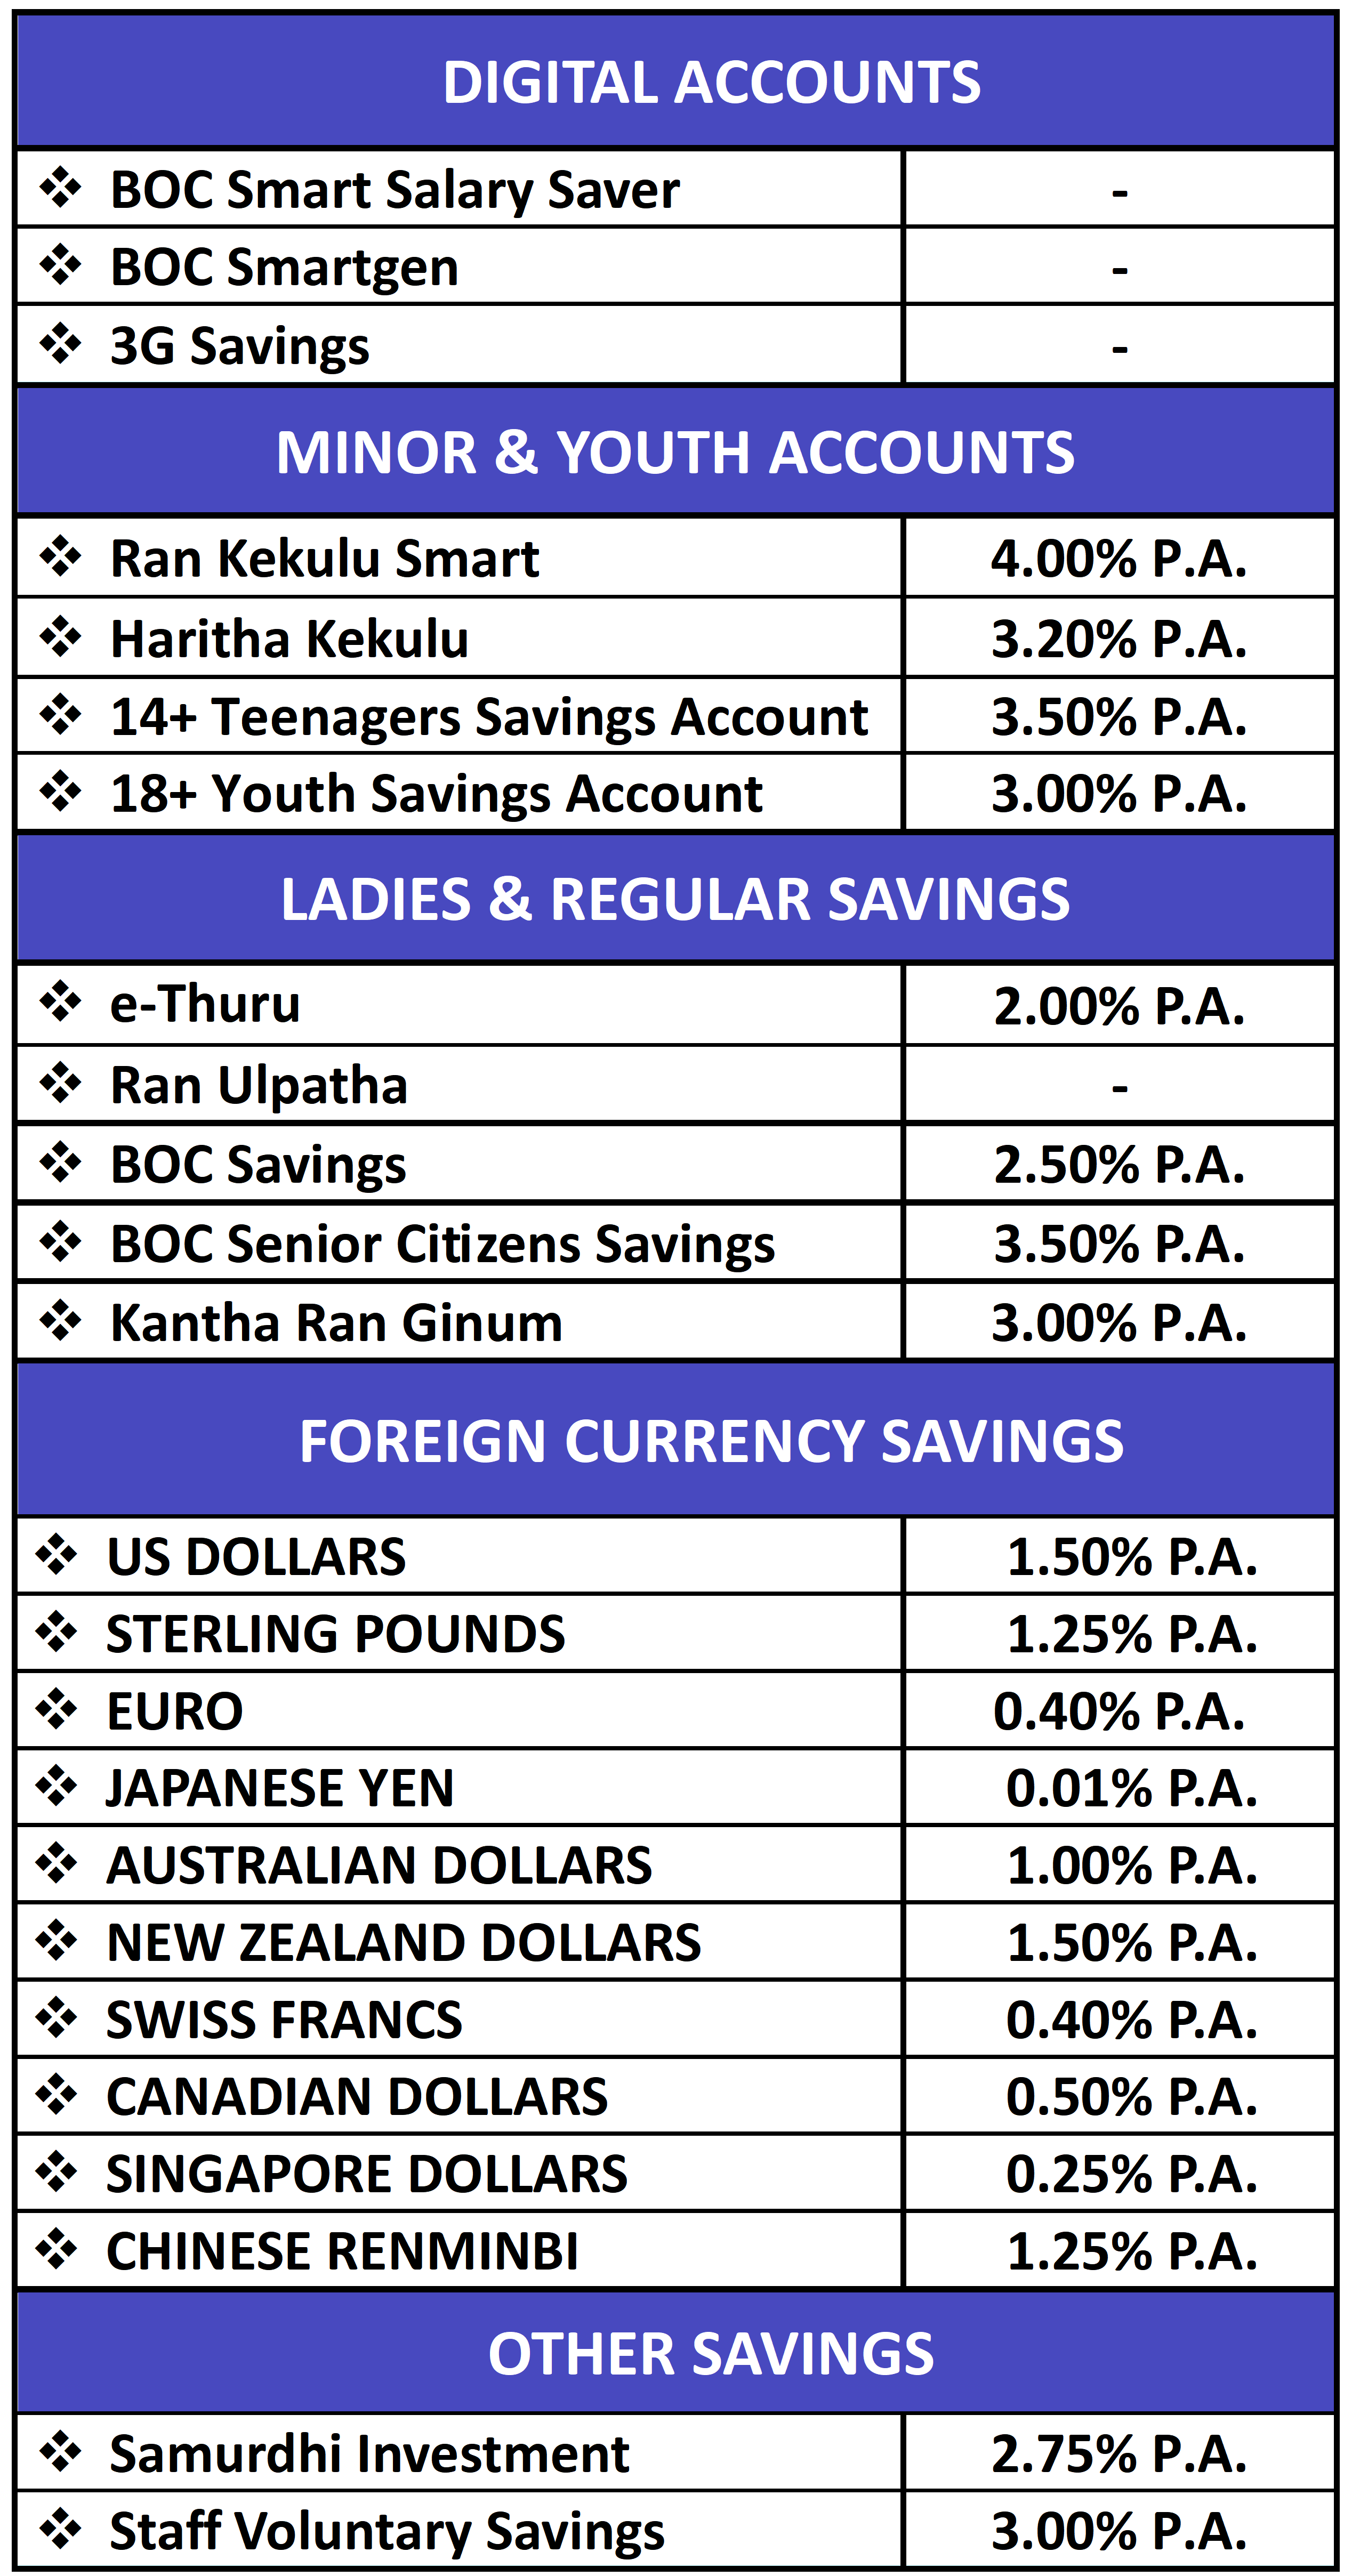 DIGITAL ACCOUNTS
❖ BOC Smart Salary Saver -
❖ BOC Smartgen -
❖ 3G Savings -
MINOR & YOUTH ACCOUNTS
❖ Ran Kekulu Smart 4.00% P.A.
❖ Haritha Kekulu 3.20% P.A.
❖ 14+ Teenagers Savings Account 3.50% P.A.
❖ 18+ Youth Savings Account 3.00% P.A.
LADIES & REGULAR SAVINGS
❖ e-Thuru 2.00% P.A.
❖ Ran Ulpatha -
❖ BOC Savings 2.50% P.A.
❖ BOC Senior Citizens Savings 3.50% P.A.
❖ Kantha Ran Ginum 3.00% P.A.
FOREIGN CURRENCY SAVINGS
❖ US DOLLARS 1.50% P.A.
❖ STERLING POUNDS 1.25% P.A.
❖ EURO 0.40% P.A.
❖ JAPANESE YEN 0.01% P.A.
❖ AUSTRALIAN DOLLARS 1.00% P.A.
❖ NEW ZEALAND DOLLARS 1.50% P.A.
❖ SWISS FRANCS 0.40% P.A.
❖ CANADIAN DOLLARS 0.50% P.A.
❖ SINGAPORE DOLLARS 0.25% P.A.
❖ CHINESE RENMINBI 1.25% P.A.
OTHER SAVINGS
❖ Samurdhi Investment 2.75% P.A.
❖ Staff Voluntary Savings 3.00% P.A.